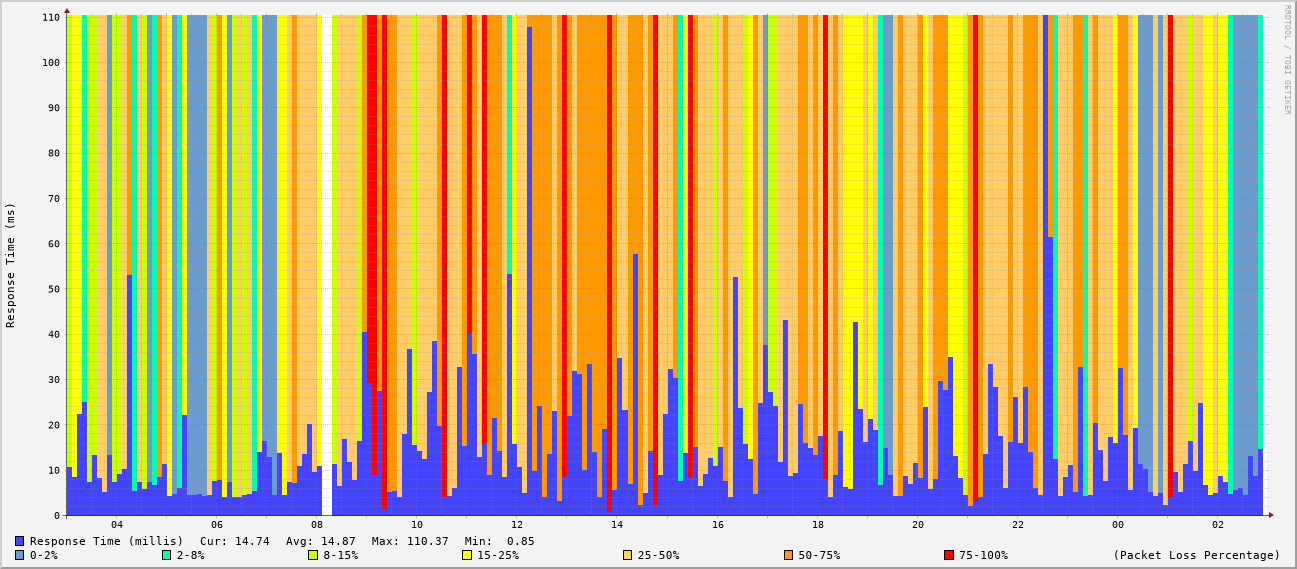 RRDTOOL / TOBI OETIKER
Response Time (ms)
110
100
90
80
70
60
50
40
30
20
10
0
04 06 08 10 12 14 16 18 20 22 00 02
Response Time (millis) Cur: 14.74 Avg: 14.87 Max: 110.37 Min: 0.85
0-2% 2-8% 8-15% 15-25% 25-50% 50-75% 75-100% (Packet Loss Percentage)